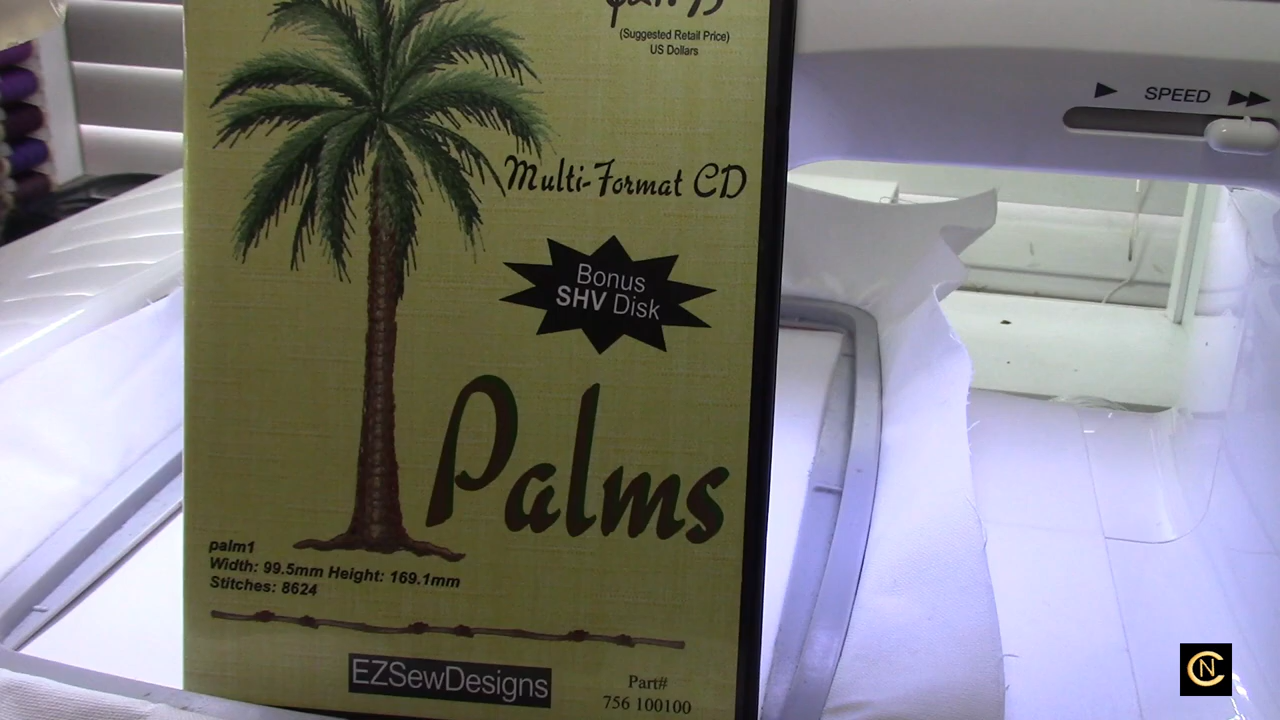 (Suggested Retail Price)
US Dollars
SPEED
Multi-Format CD
Bonus
SHV Disk
Palms
palm1
Width: 99.5mm Height: 169.1mm
Stitches: 8624
EZSewDesigns
Part#
756 100100